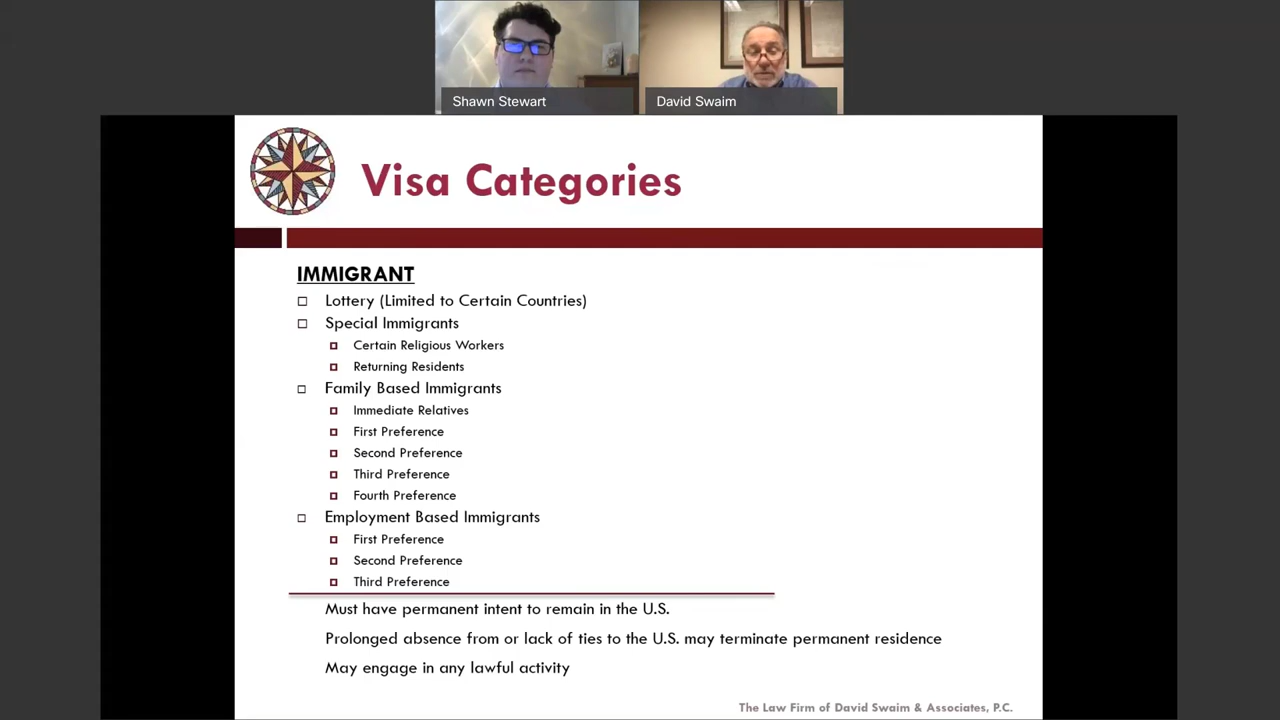 Shawn Stewart
David Swaim
Visa Categories
IMMIGRANT
Lottery (Limited to Certain Countries)
Special Immigrants
Certain Religious Workers
Returning Residents
Family Based Immigrants
Immediate Relatives
First Preference
Second Preference
Third Preference
Fourth Preference
Employment Based Immigrants
First Preference
Second Preference
Third Preference
Must have permanent intent to remain in the U.S.
Prolonged absence from or lack of ties to the U.S. may terminate permanent residence
May engage in any lawful activity
The Law Firm of David Swaim & Associates, P.C.